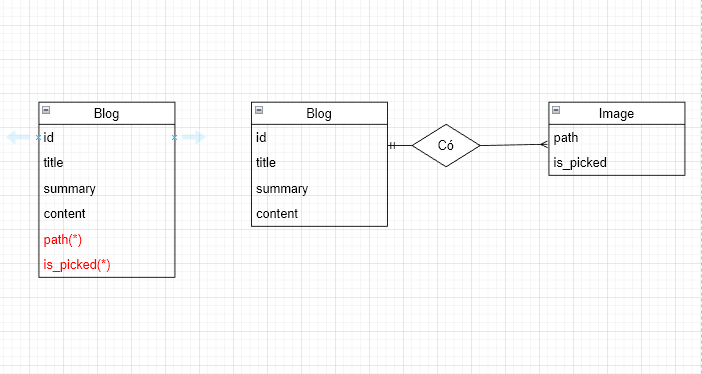 Blog
id
title
summary
content
path(*)
is_picked(*)
Blog
id
title
summary
content
Có
Image
path
is_picked